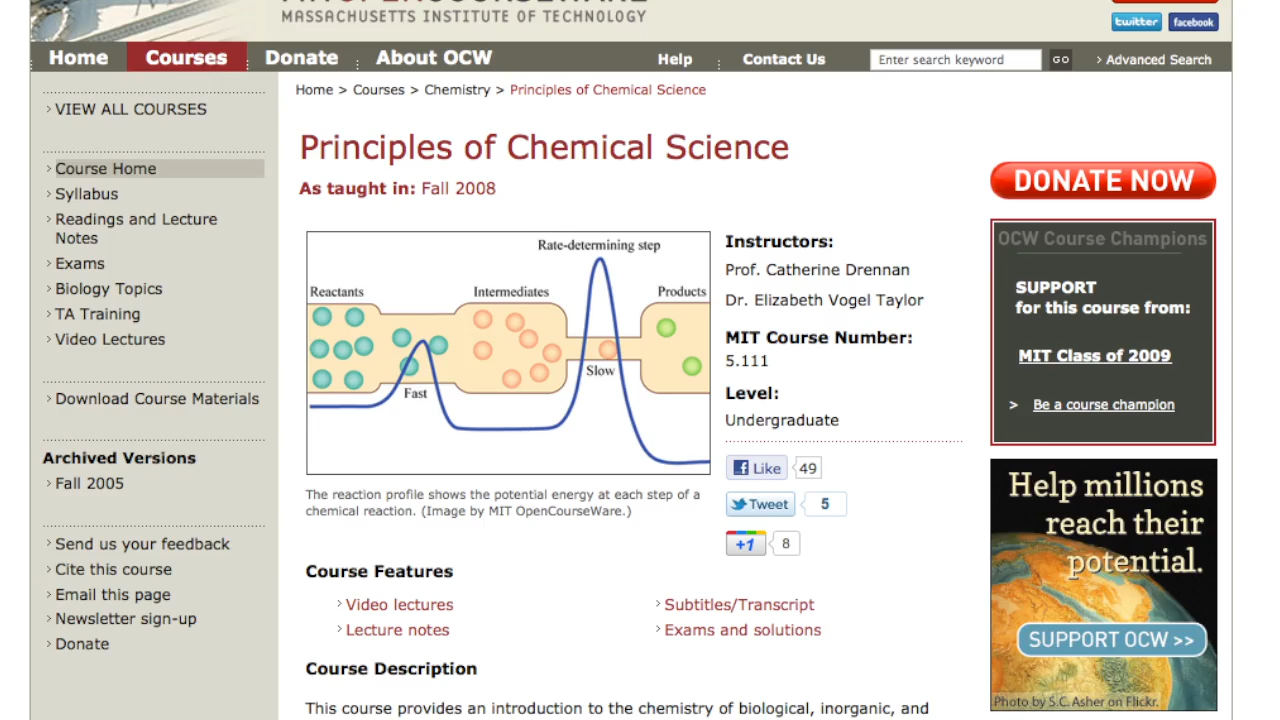 MASSACHUSETTS INSTITUTE OF TECHNOLOGY
twitter facebook
Home Courses Donate About OCW Help Contact Us Enter search keyword GO > Advanced Search
Home > Courses > Chemistry > Principles of Chemical Science
VIEW ALL COURSES
Course Home
Syllabus
Readings and Lecture
Notes
Exams
Biology Topics
TA Training
Video Lectures
Download Course Materials
Archived Versions
Fall 2005
Send us your feedback
Cite this course
Email this page
Newsletter sign-up
Donate
Principles of Chemical Science
As taught in: Fall 2008
Rate-determining step
Reactants Intermediates Products
Slow
Fast
The reaction profile shows the potential energy at each step of a
chemical reaction. (Image by MIT OpenCourseWare.)
Instructors:
Prof. Catherine Drennan
Dr. Elizabeth Vogel Taylor
MIT Course Number:
5.111
Level:
Undergraduate
Like 49
Tweet 5
+1 8
Course Features
Video lectures
Subtitles/Transcript
Lecture notes
Exams and solutions
Course Description
This course provides an introduction to the chemistry of biological, inorganic, and
DONATE NOW
OCW Course Champions
SUPPORT
for this course from:
MIT Class of 2009
> Be a course champion
Help millions
reach their
potential.
SUPPORT OCW >>
Photo by S.C. Asher on Flickr.